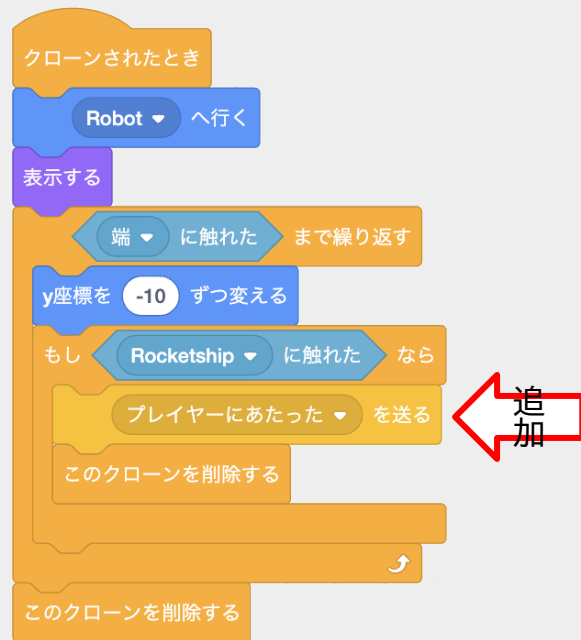 クローンされたとき
Robot へ行く
表示する
端 に触れた まで繰り返す
y座標を -10 ずつ変える
もし Rocketship に触れた なら
プレイヤーにあたった を送る
追加
このクローンを削除する
このクローンを削除する